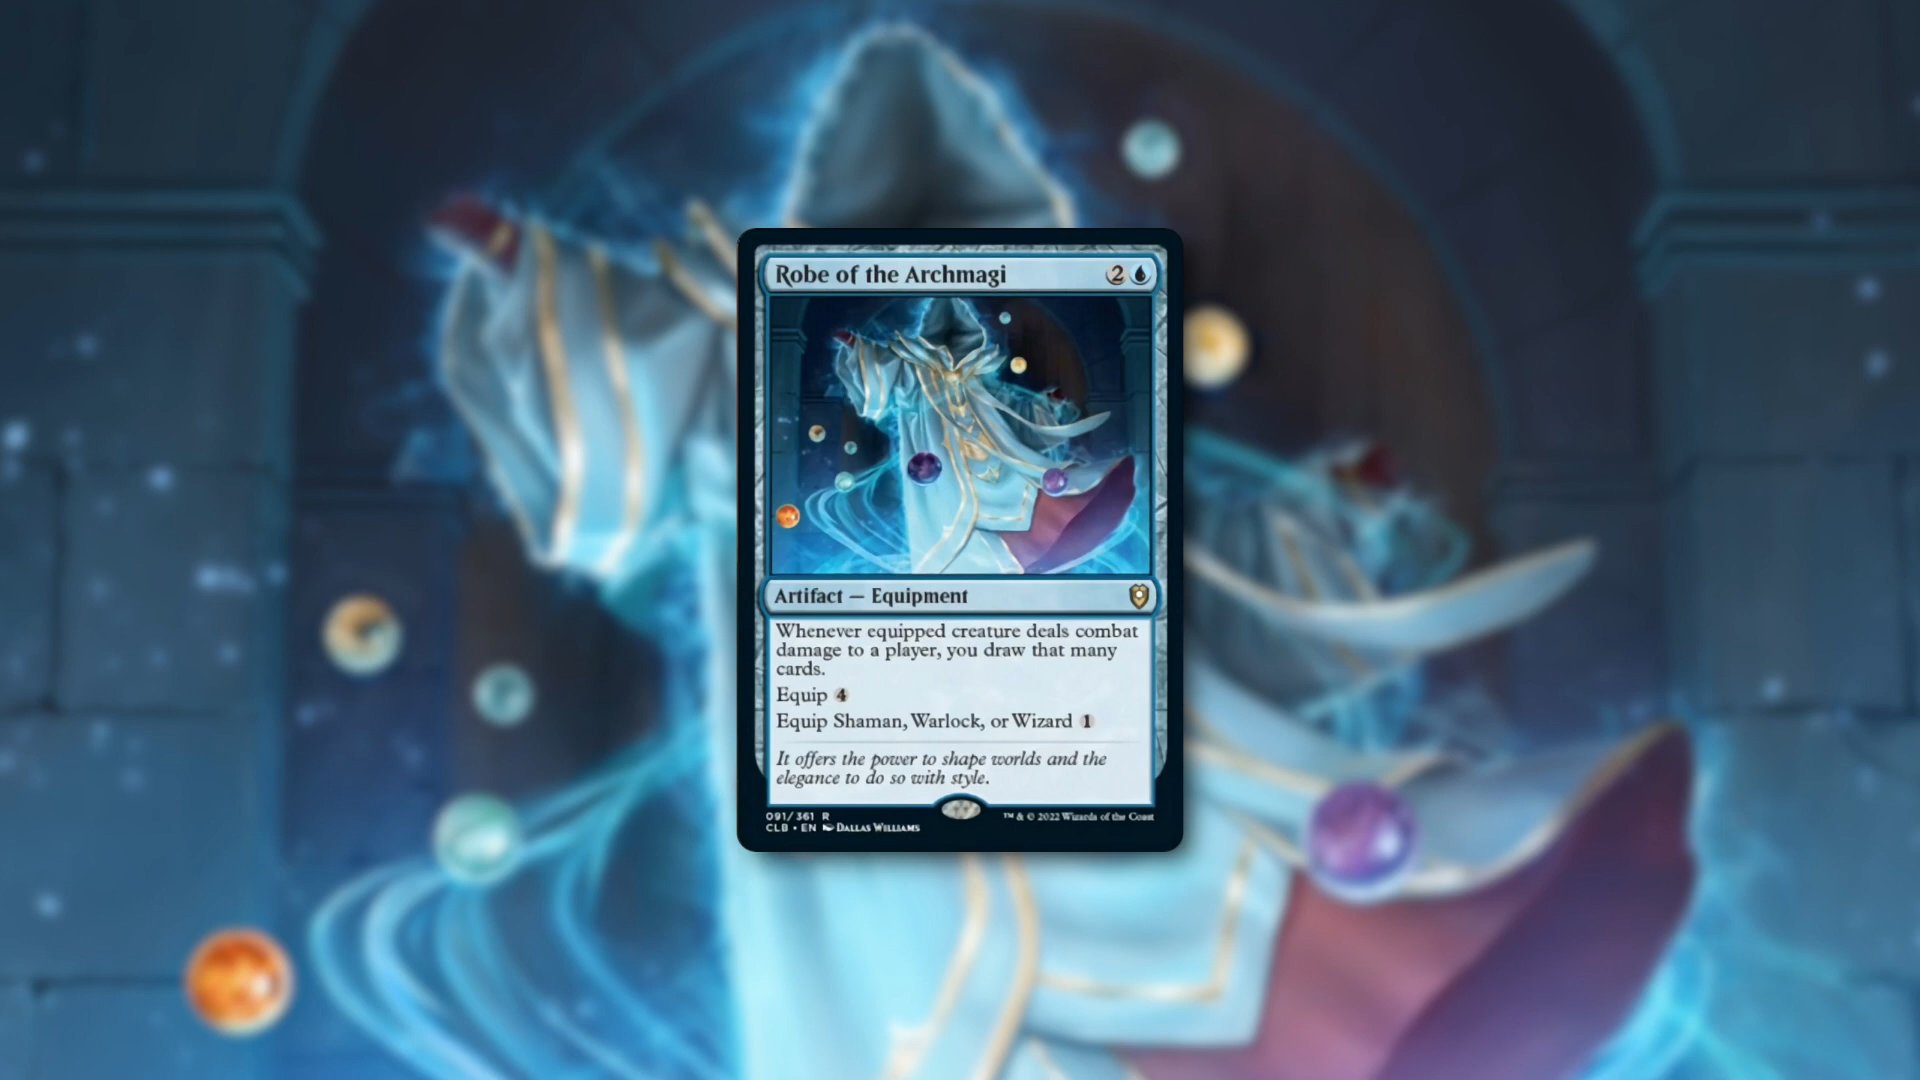 Robe of the Archmagi 2
Artifact — Equipment
Whenever equipped creature deals combat
damage to a player, you draw that many
cards.
Equip 4
Equip Shaman, Warlock, or Wizard 1
It offers the power to shape worlds and the
elegance to do so with style.
091/361 R
CLB • EN Dallas Williams
™ & © 2022 Wizards of the Coast